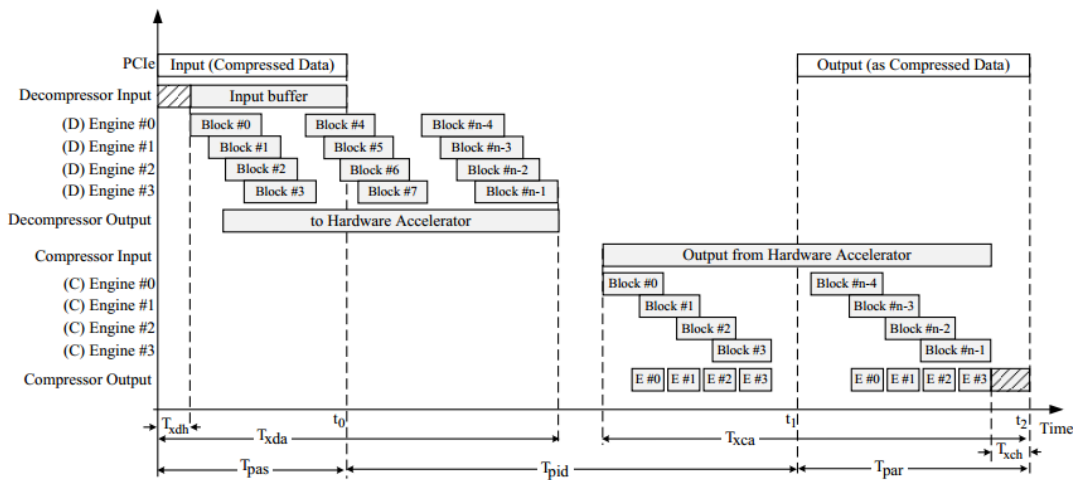 PCIe Input (Compressed Data) Output (as Compressed Data)
Decompressor Input Input buffer
(D) Engine #0 Block #0 Block #4 Block #n-4
(D) Engine #1 Block #1 Block #5 Block #n-3
(D) Engine #2 Block #2 Block #6 Block #n-2
(D) Engine #3 Block #3 Block #7 Block #n-1
Decompressor Output to Hardware Accelerator
Compressor Input Output from Hardware Accelerator
(C) Engine #0 Block #0 Block #n-4
(C) Engine #1 Block #1 Block #n-3
(C) Engine #2 Block #2 Block #n-2
(C) Engine #3 Block #3 Block #n-1
Compressor Output E #0 E #1 E #2 E #3 E #0 E #1 E #2 E #3
t0 t1 t2 Time
Txdh Txda Txca Txch
Tpas Tpid Tpar